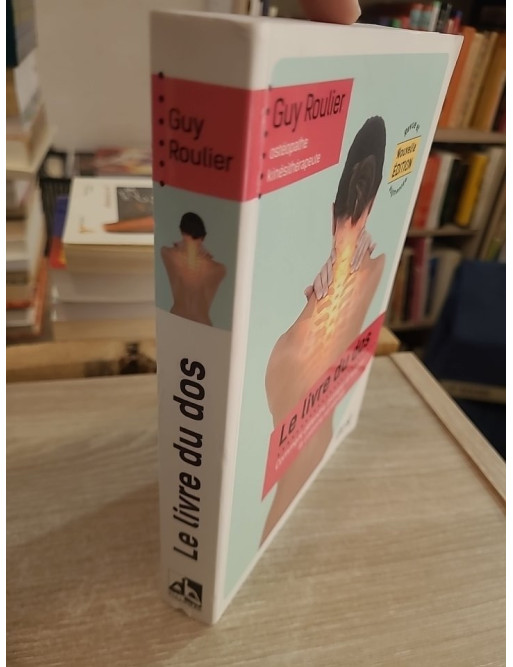 Guy
Roulier
Le livre du dos
Guy Roulier
ostéopathe
kinésithérapeute
Nouvelle
ÉDITION
Le livre du dos